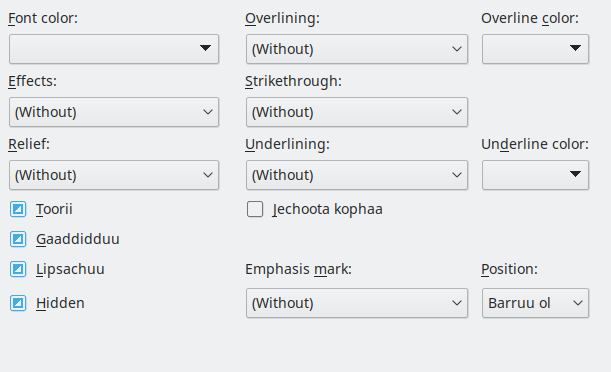 Font color: Overlining: Overline color:
(Without)
Effects: Strikethrough:
(Without) (Without)
Relief: Underlining: Underline color:
(Without) (Without)
Toorii Jechoota kophaa
Gaaddidduu
Lipsachuu Emphasis mark: Position:
Hidden (Without) Barruu ol